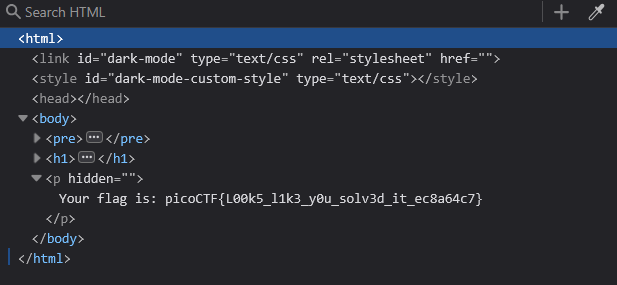 Search HTML
<html>
<link id="dark-mode" type="text/css" rel="stylesheet" href="">
<style id="dark-mode-custom-style" type="text/css"></style>
<head></head>
<body>
<pre>···</pre>
<h1>···</h1>
<p hidden="">
Your flag is: picoCTF{L00k5_l1k3_y0u_solv3d_it_ec8a64c7}
</p>
</body>
</html>